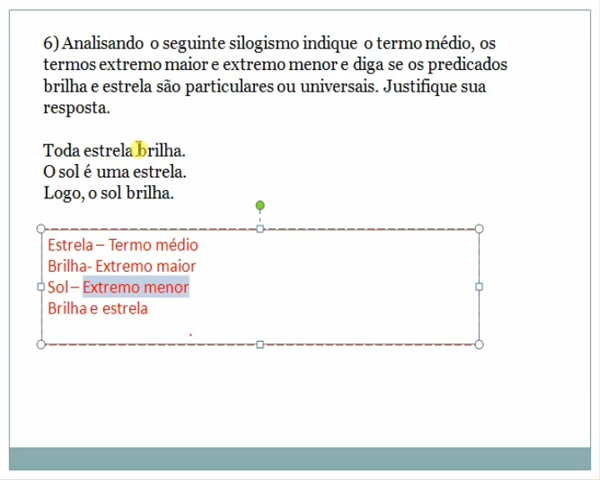 6) Analisando o seguinte silogismo indique o termo médio, os
termos extremo maior e extremo menor e diga se os predicados
brilha e estrela são particulares ou universais. Justifique sua
resposta.
Toda estrela brilha.
O sol é uma estrela.
Logo, o sol brilha.
Estrela – Termo médio
Brilha- Extremo maior
Sol – Extremo menor
Brilha e estrela